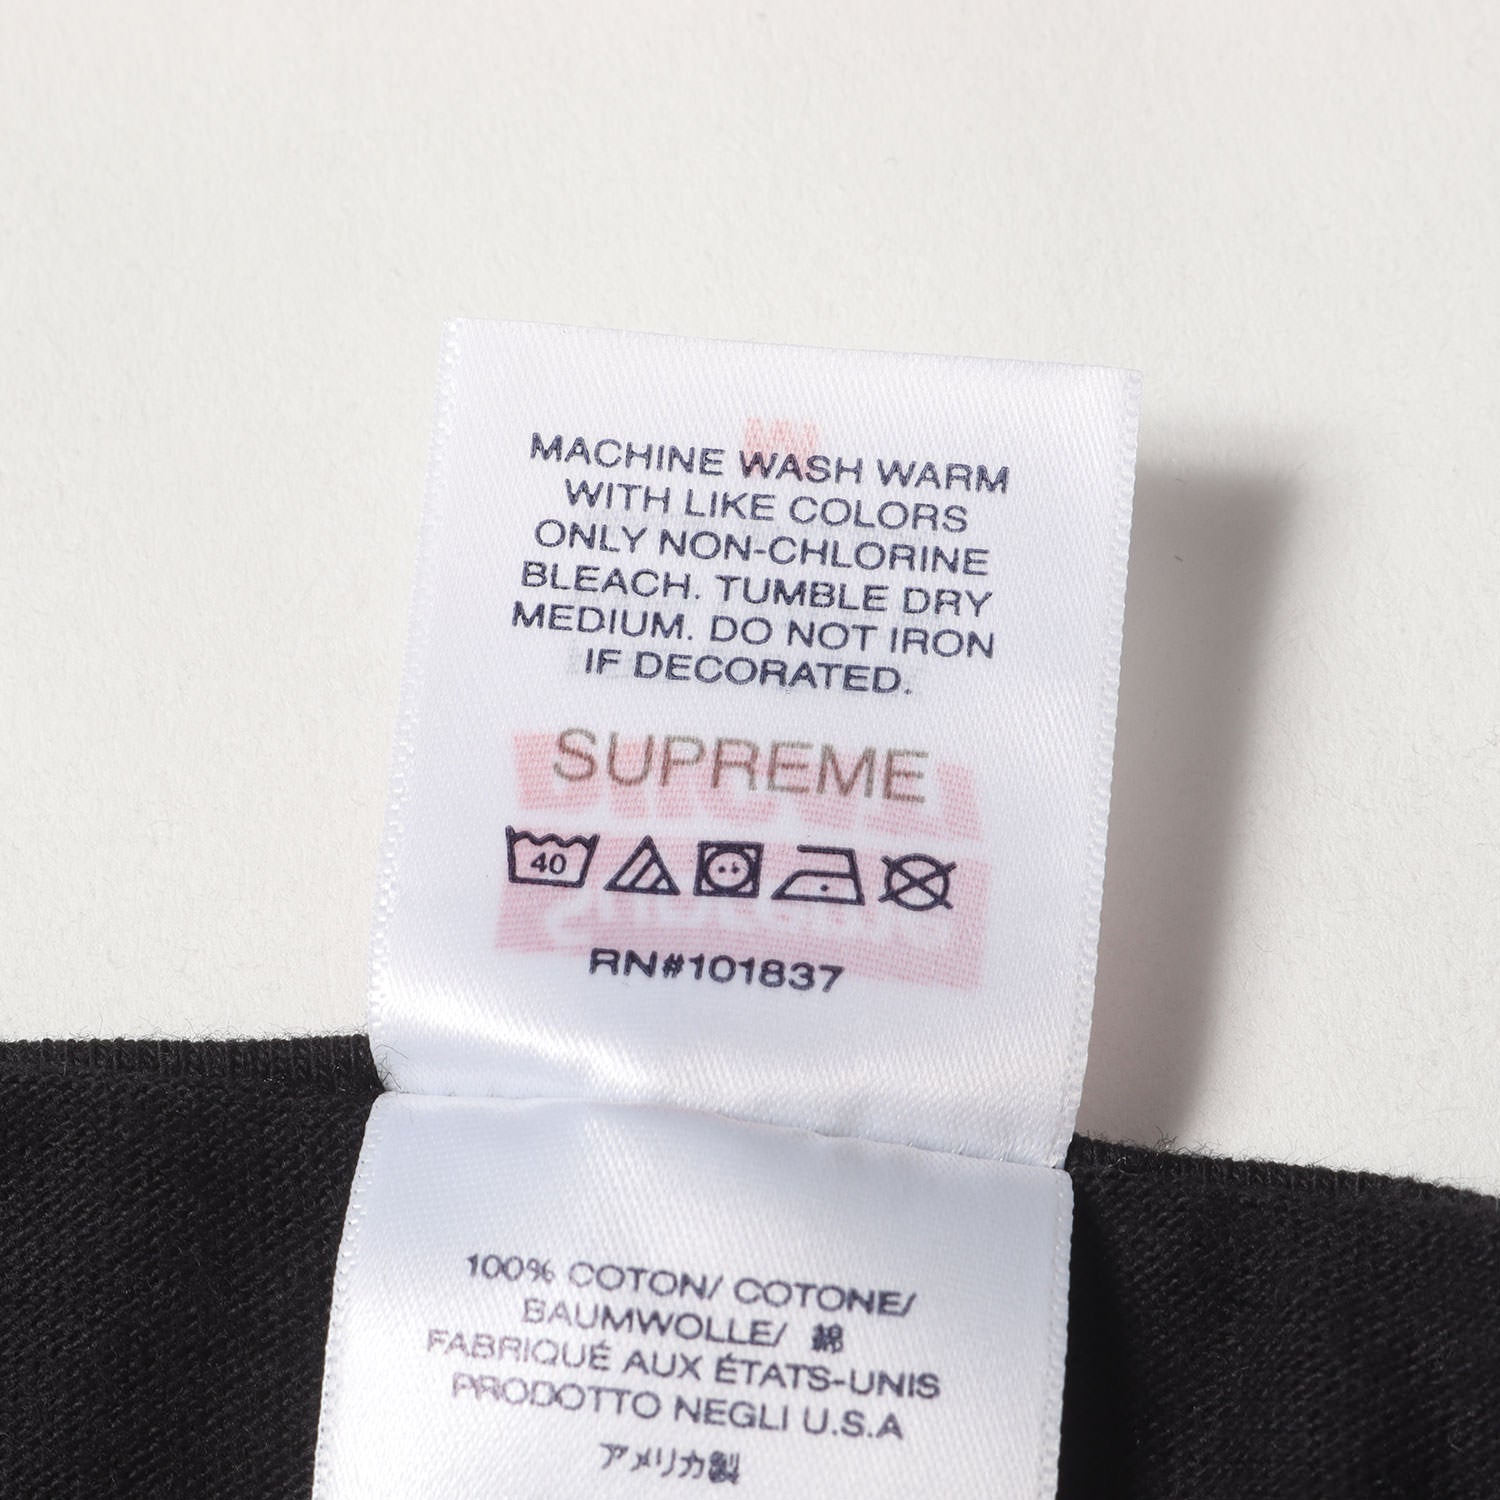 MACHINE WASH WARM
WITH LIKE COLORS
ONLY NON-CHLORINE
BLEACH. TUMBLE DRY
MEDIUM. DO NOT IRON
IF DECORATED.
SUPREME
40
RN#101837
100% COTON/ COTONE/
BAUMWOLLE/ 綿
FABRIQUÉ AUX ÉTATS-UNIS
PRODOTTO NEGLI U.S.A
アメリカ製